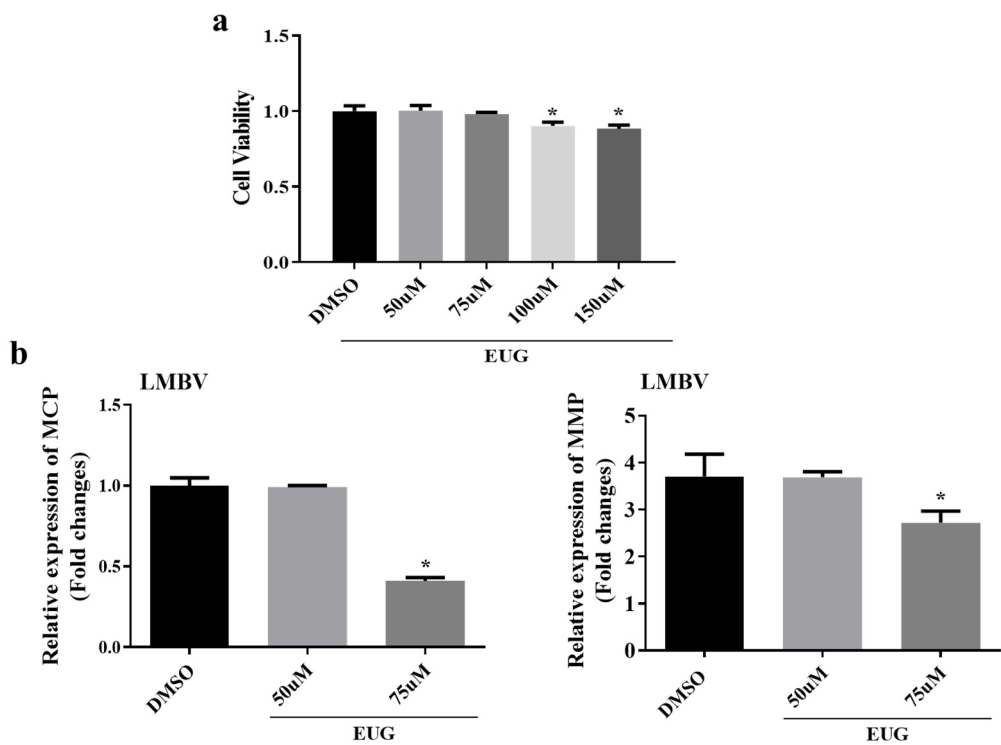 a
Cell Viability
1.5
1.0
0.5
0.0
* *
DMSO 50uM 75uM 100uM 150uM
EUG
b
LMBV
Relative expression of MCP
(Fold changes)
1.5
1.0
0.5
0.0
*
DMSO 50uM 75uM
EUG
LMBV
Relative expression of MMP
(Fold changes)
5
4
3
2
1
0
*
DMSO 50uM 75uM
EUG